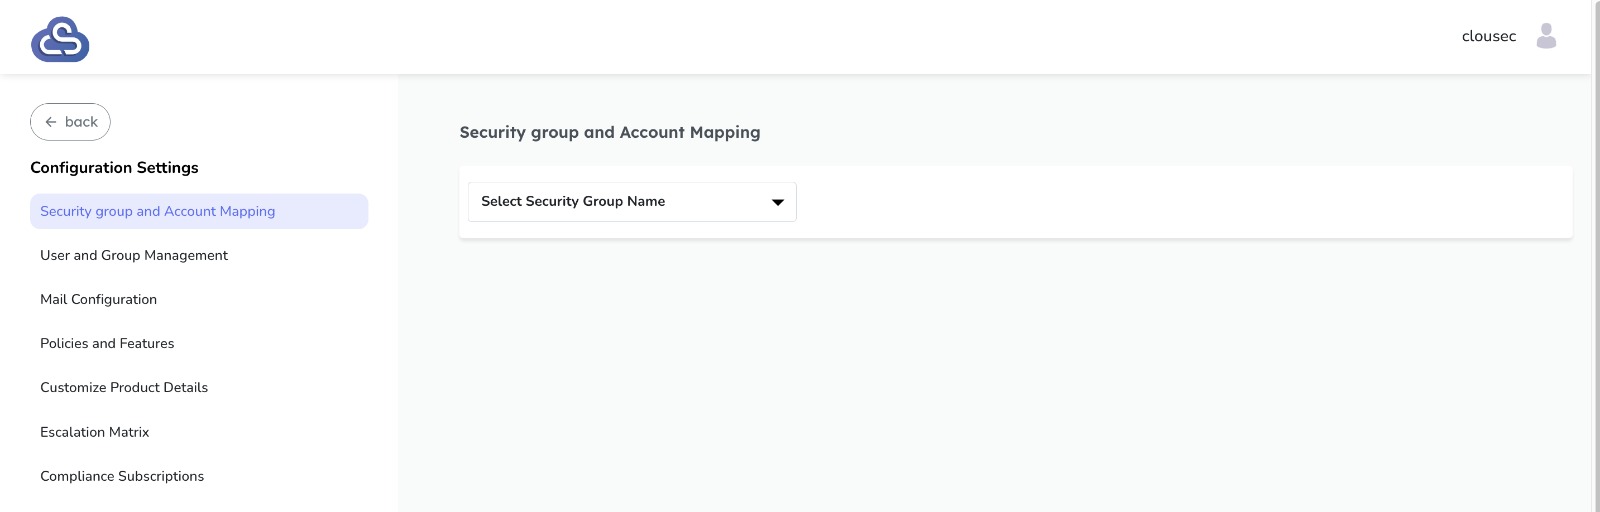 clousec
back
Configuration Settings
Security group and Account Mapping
User and Group Management
Mail Configuration
Policies and Features
Customize Product Details
Escalation Matrix
Compliance Subscriptions
Security group and Account Mapping
Select Security Group Name